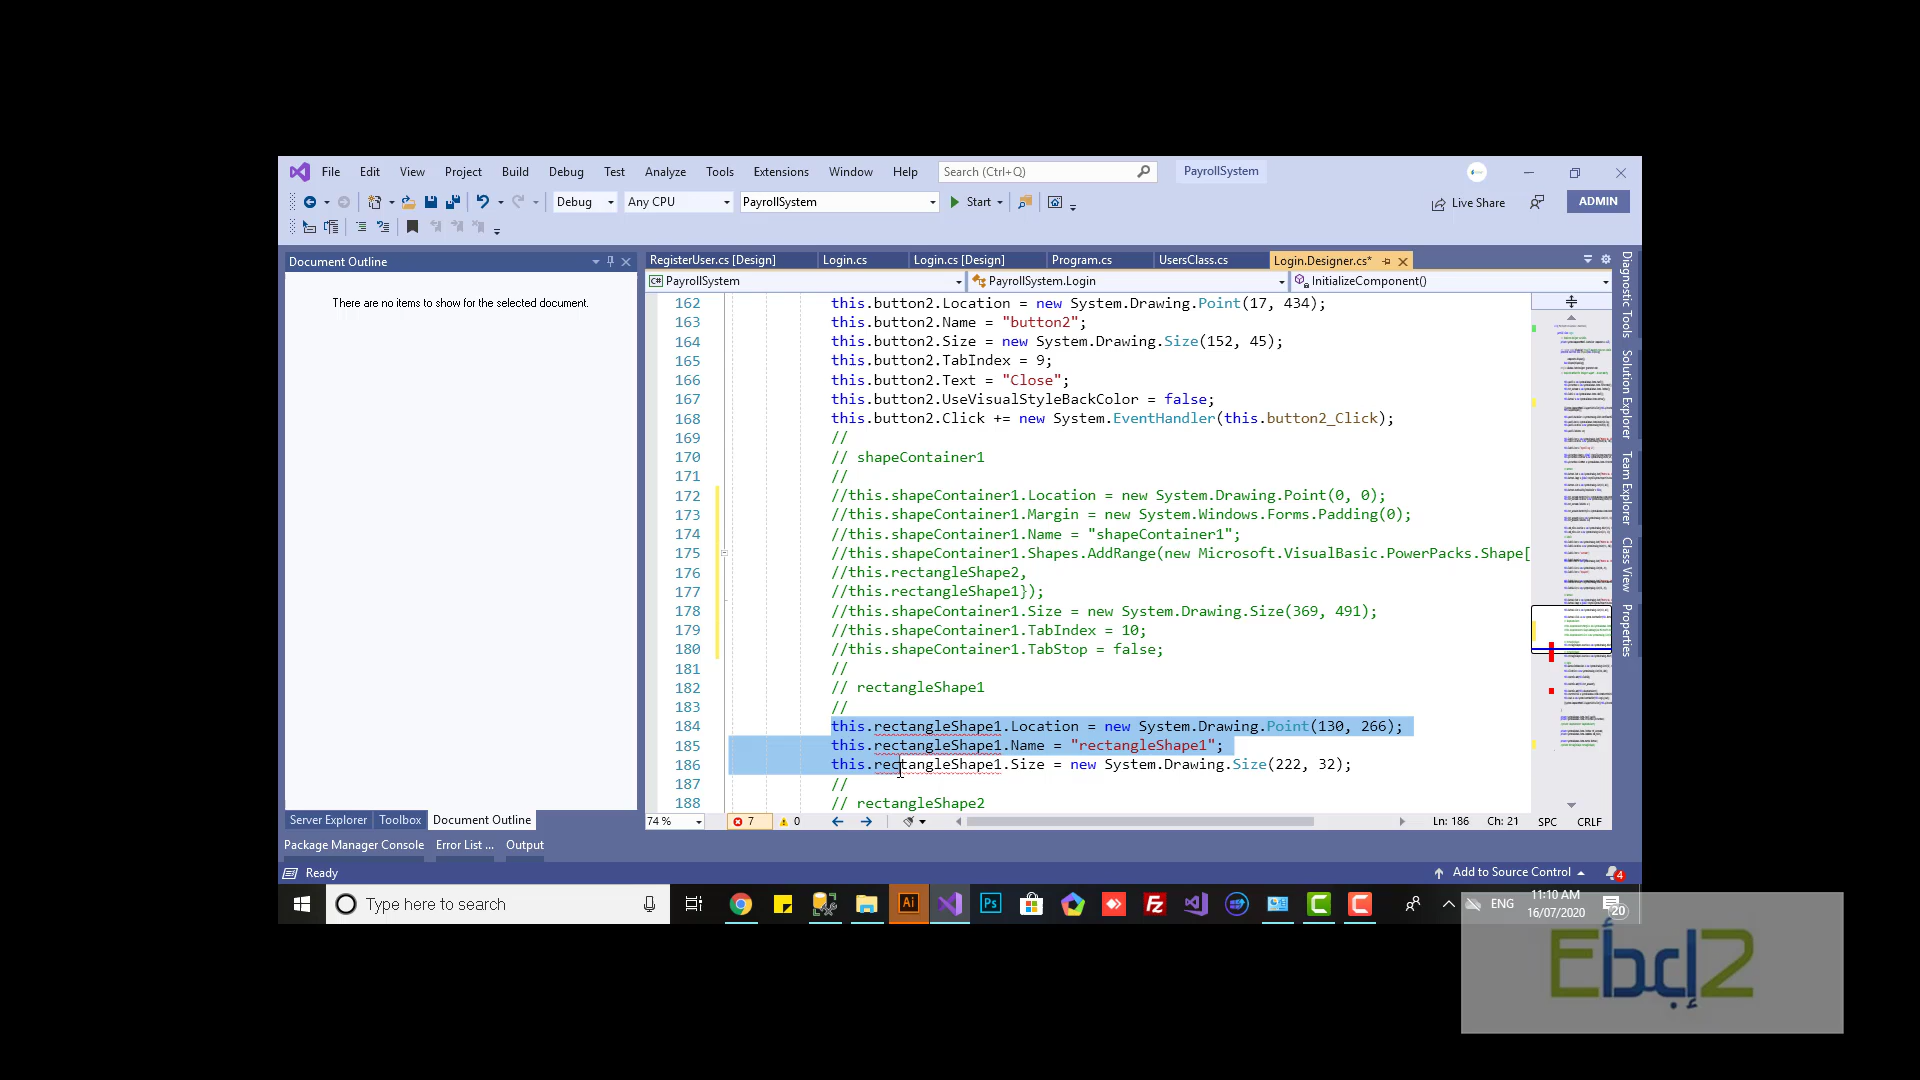 File Edit View Project Build Debug Test Analyze Tools Extensions Window Help Search (Ctrl+Q) PayrollSystem
Debug Any CPU PayrollSystem Start Live Share ADMIN
Document Outline
There are no items to show for the selected document.
RegisterUser.cs [Design] Login.cs Login.cs [Design] Program.cs UsersClass.cs Login.Designer.cs*
PayrollSystem PayrollSystem.Login InitializeComponent()
162 this.button2.Location = new System.Drawing.Point(17, 434);
163 this.button2.Name = "button2";
164 this.button2.Size = new System.Drawing.Size(152, 45);
165 this.button2.TabIndex = 9;
166 this.button2.Text = "Close";
167 this.button2.UseVisualStyleBackColor = false;
168 this.button2.Click += new System.EventHandler(this.button2_Click);
169 //
170 // shapeContainer1
171 //
172 //this.shapeContainer1.Location = new System.Drawing.Point(0, 0);
173 //this.shapeContainer1.Margin = new System.Windows.Forms.Padding(0);
174 //this.shapeContainer1.Name = "shapeContainer1";
175 //this.shapeContainer1.Shapes.AddRange(new Microsoft.VisualBasic.PowerPacks.Shape[
176 //this.rectangleShape2,
177 //this.rectangleShape1});
178 //this.shapeContainer1.Size = new System.Drawing.Size(369, 491);
179 //this.shapeContainer1.TabIndex = 10;
180 //this.shapeContainer1.TabStop = false;
181 //
182 // rectangleShape1
183 //
184 this.rectangleShape1.Location = new System.Drawing.Point(130, 266);
185 this.rectangleShape1.Name = "rectangleShape1";
186 this.rectangleShape1.Size = new System.Drawing.Size(222, 32);
187 //
188 // rectangleShape2
Diagnostic Tools
Solution Explorer
Team Explorer
Class View
Properties
Server Explorer Toolbox Document Outline
74 % 7 0 Ln: 186 Ch: 21 SPC CRLF
Package Manager Console Error List ... Output
Ready Add to Source Control 4
Type here to search Ai Ps Fz ENG 11:10 AM
16/07/2020 20
Eإبدأ2